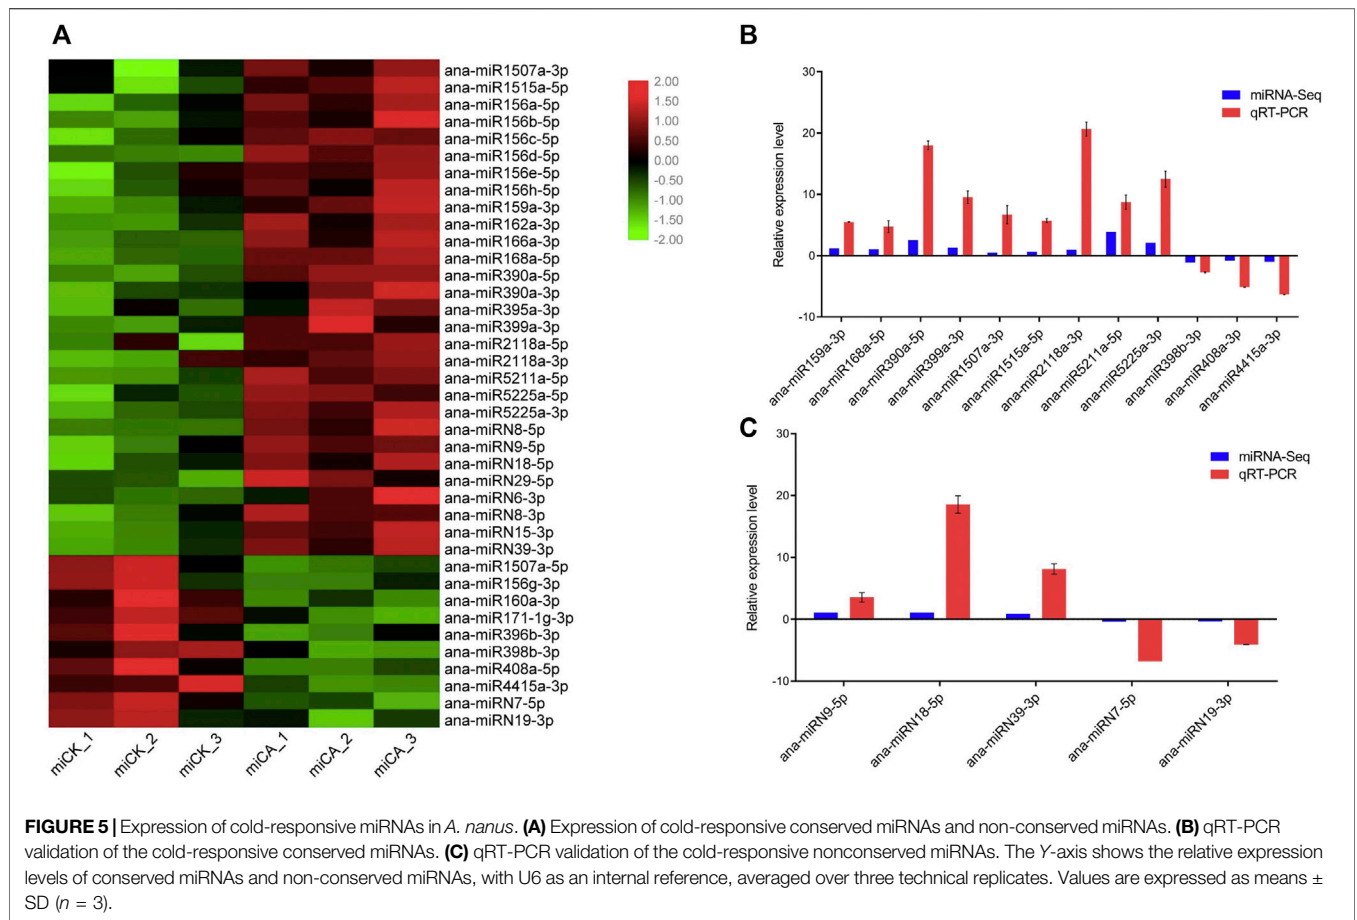 A
ana-miR1507a-3p
ana-miR1515a-5p
ana-miR156a-5p
ana-miR156b-5p
ana-miR156c-5p
ana-miR156d-5p
ana-miR156e-5p
ana-miR156h-5p
ana-miR159a-3p
ana-miR162a-3p
ana-miR166a-3p
ana-miR168a-5p
ana-miR390a-5p
ana-miR390a-3p
ana-miR395a-3p
ana-miR399a-3p
ana-miR2118a-5p
ana-miR2118a-3p
ana-miR5211a-5p
ana-miR5225a-5p
ana-miR5225a-3p
ana-miRN8-5p
ana-miRN9-5p
ana-miRN18-5p
ana-miRN29-5p
ana-miRN6-3p
ana-miRN8-3p
ana-miRN15-3p
ana-miRN39-3p
ana-miR1507a-5p
ana-miR156g-3p
ana-miR160a-3p
ana-miR171-1g-3p
ana-miR396b-3p
ana-miR398b-3p
ana-miR408a-5p
ana-miR4415a-3p
ana-miRN7-5p
ana-miRN19-3p
miCK_1
miCK_2
miCK_3
miCA_1
miCA_2
miCA_3
2.00
1.50
1.00
0.50
0.00
-0.50
-1.00
-1.50
-2.00
B
Relative expression level
30
20
10
0
-10
miRNA-Seq
qRT-PCR
ana-miR159a-3p
ana-miR168a-5p
ana-miR390a-5p
ana-miR399a-3p
ana-miR1507a-3p
ana-miR1515a-5p
ana-miR2118a-3p
ana-miR5211a-5p
ana-miR5225a-3p
ana-miR398b-3p
ana-miR408a-3p
ana-miR4415a-3p
C
Relative expression level
30
20
10
0
-10
miRNA-Seq
qRT-PCR
ana-miRN9-5p
ana-miRN18-5p
ana-miRN39-3p
ana-miRN7-5p
ana-miRN19-3p
FIGURE 5 | Expression of cold-responsive miRNAs in A. nanus. (A) Expression of cold-responsive conserved miRNAs and non-conserved miRNAs. (B) qRT-PCR
validation of the cold-responsive conserved miRNAs. (C) qRT-PCR validation of the cold-responsive nonconserved miRNAs. The Y-axis shows the relative expression
levels of conserved miRNAs and non-conserved miRNAs, with U6 as an internal reference, averaged over three technical replicates. Values are expressed as means ±
SD (n = 3).